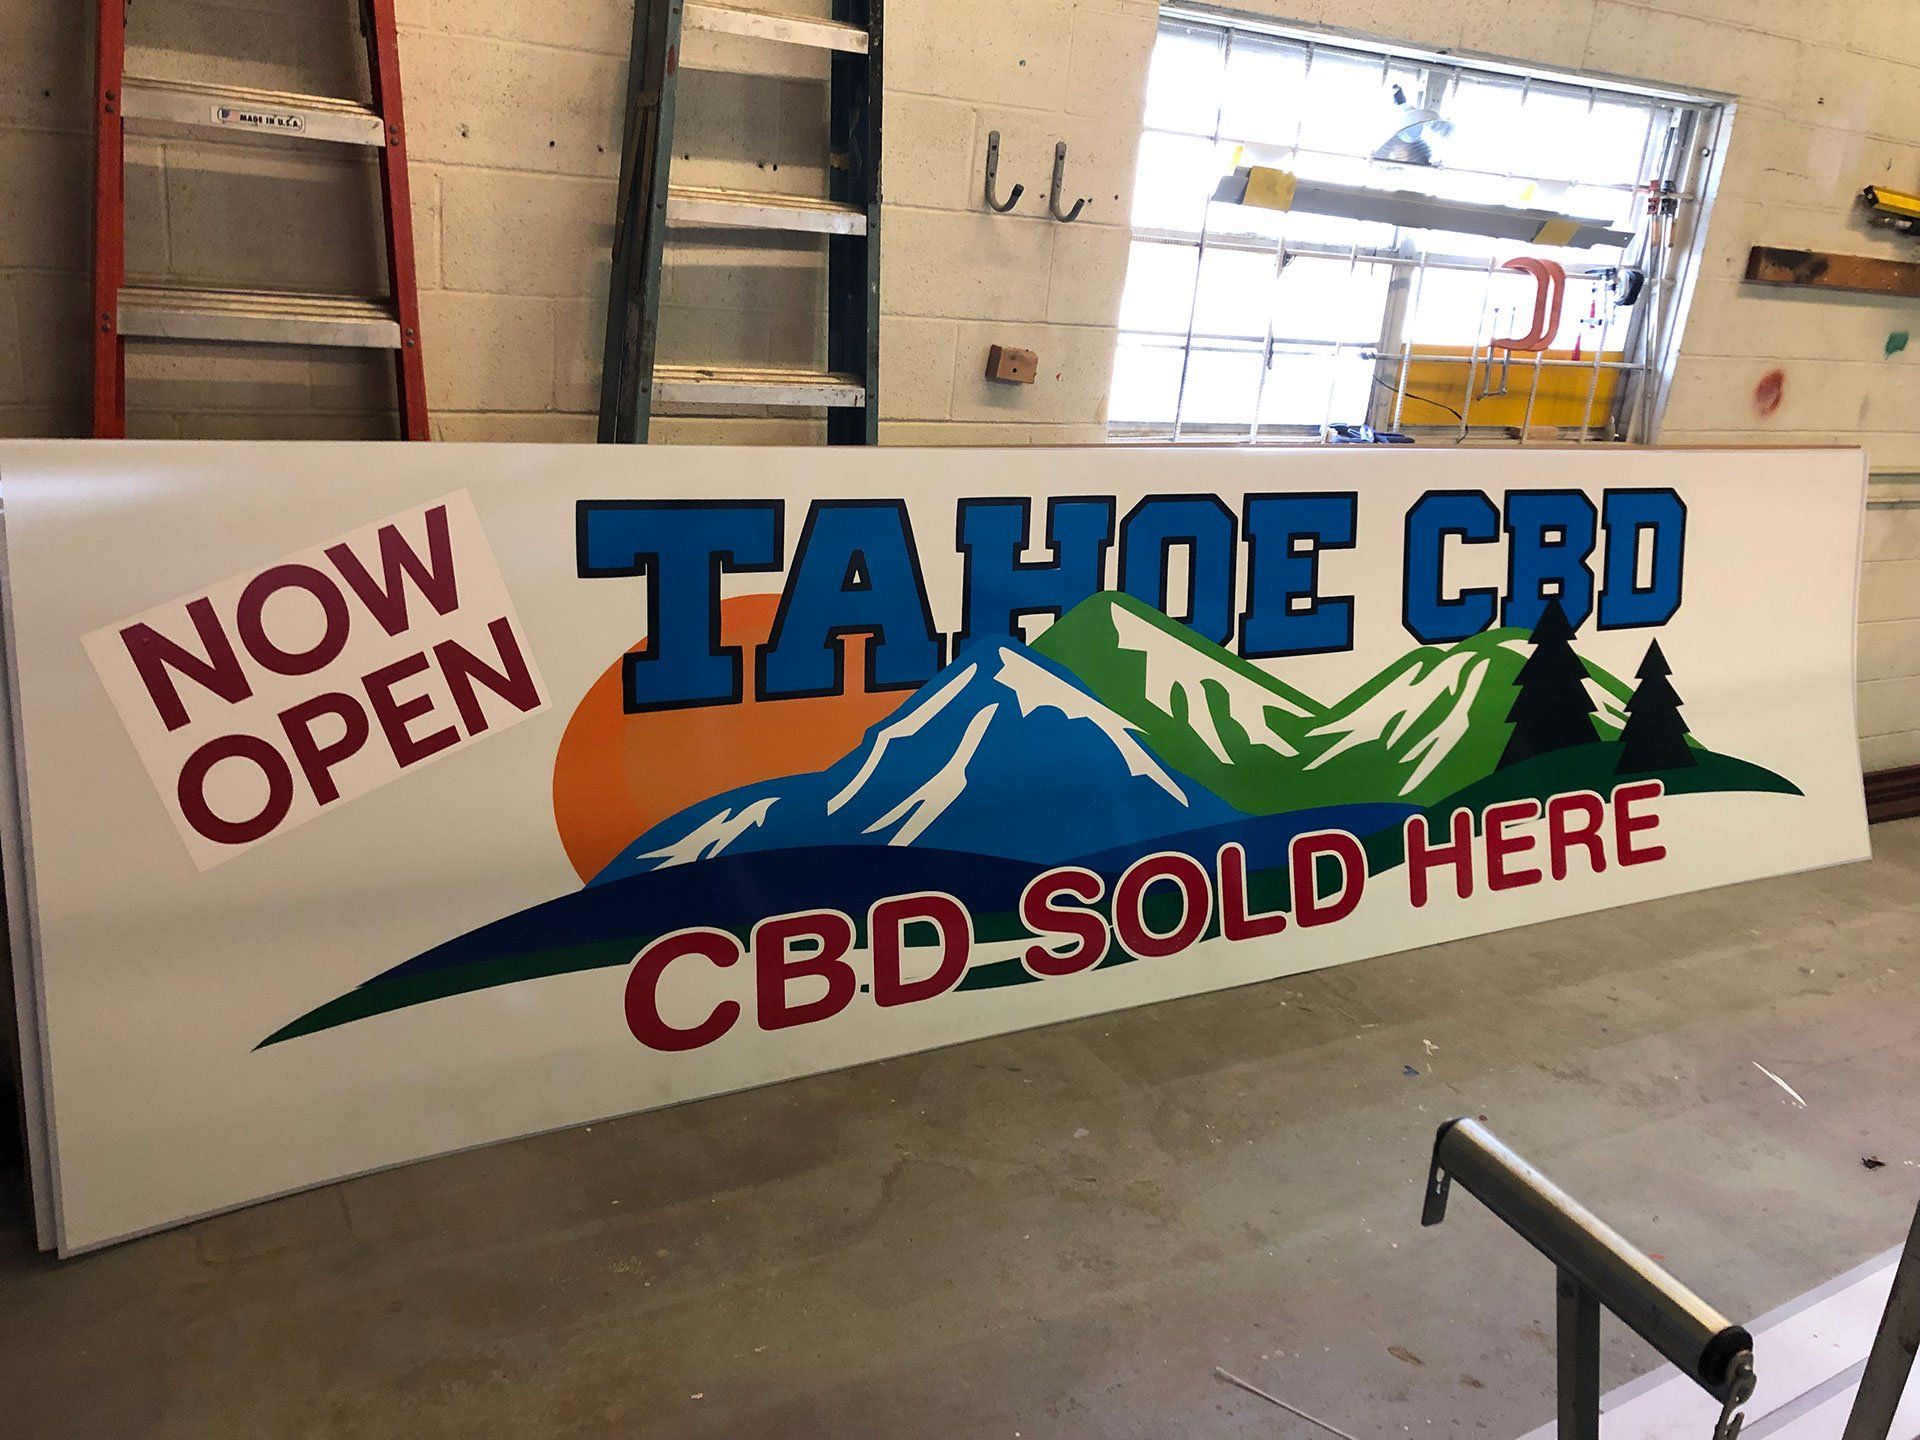 MADE IN U.S.A.
NOW
OPEN
TAHOE CBD
CBD SOLD HERE